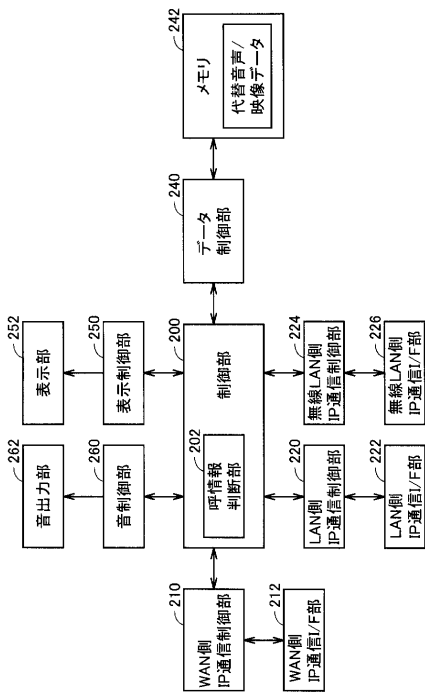 262
音出力部
252
表示部
260
音制御部
250
表示制御部
200
制御部
202
呼情報
判断部
240
データ
制御部
242
メモリ
代替音声/
映像データ
210
WAN側
IP通信制御部
212
WAN側
IP通信I/F部
220
LAN側
IP通信制御部
222
LAN側
IP通信I/F部
224
無線LAN側
IP通信制御部
226
無線LAN側
IP通信I/F部